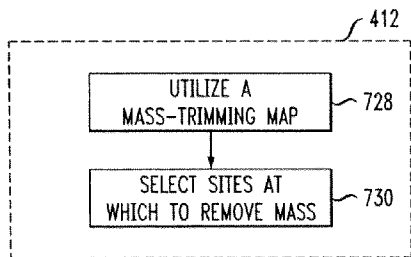 412
UTILIZE A
MASS-TRIMMING MAP
728
SELECT SITES AT
WHICH TO REMOVE MASS
730